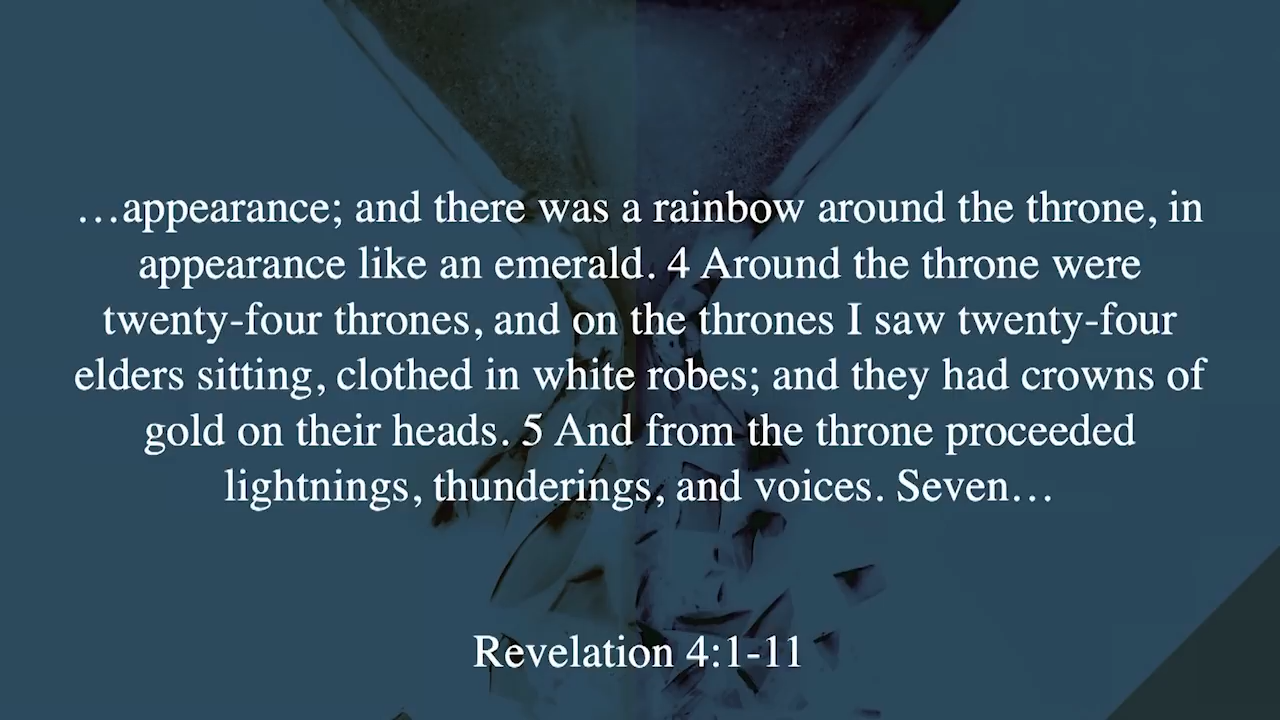 …appearance; and there was a rainbow around the throne, in
appearance like an emerald. 4 Around the throne were
twenty-four thrones, and on the thrones I saw twenty-four
elders sitting, clothed in white robes; and they had crowns of
gold on their heads. 5 And from the throne proceeded
lightnings, thunderings, and voices. Seven…
Revelation 4:1-11